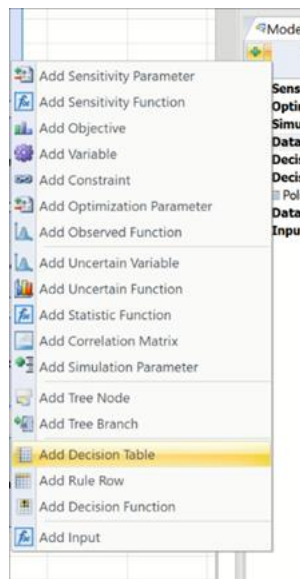 Mode
Add Sensitivity Parameter
Add Sensitivity Function
Add Objective
Add Variable
Add Constraint
Add Optimization Parameter
Add Observed Function
Add Uncertain Variable
Add Uncertain Function
Add Statistic Function
Add Correlation Matrix
Add Simulation Parameter
Add Tree Node
Add Tree Branch
Add Decision Table
Add Rule Row
Add Decision Function
Add Input
Sens
Optin
Simu
Data
Decis
Decis
Pol
Data
Inpu